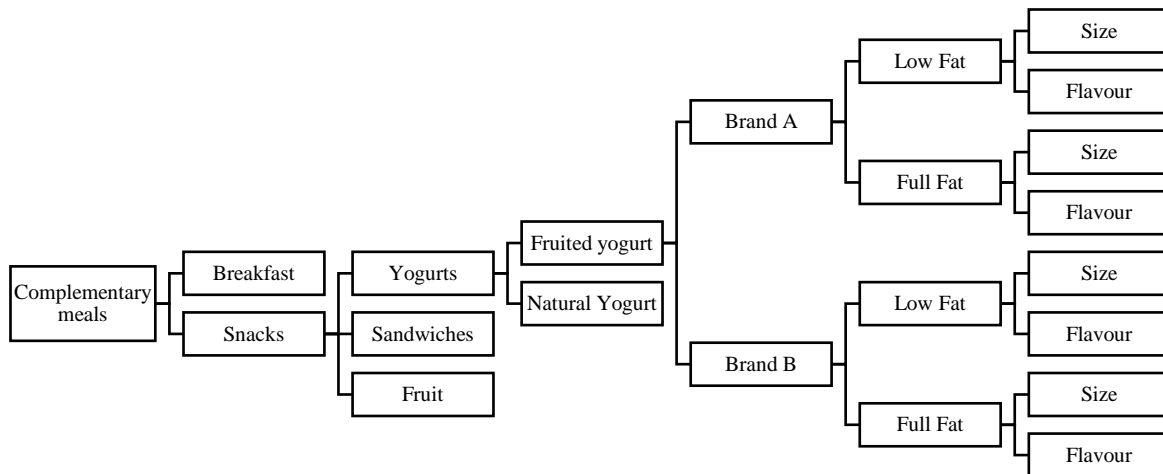 Complementary
meals
Breakfast
Snacks
Yogurts
Sandwiches
Fruit
Fruited yogurt
Natural Yogurt
Brand A
Low Fat
Size
Flavour
Full Fat
Size
Flavour
Brand B
Low Fat
Size
Flavour
Full Fat
Size
Flavour